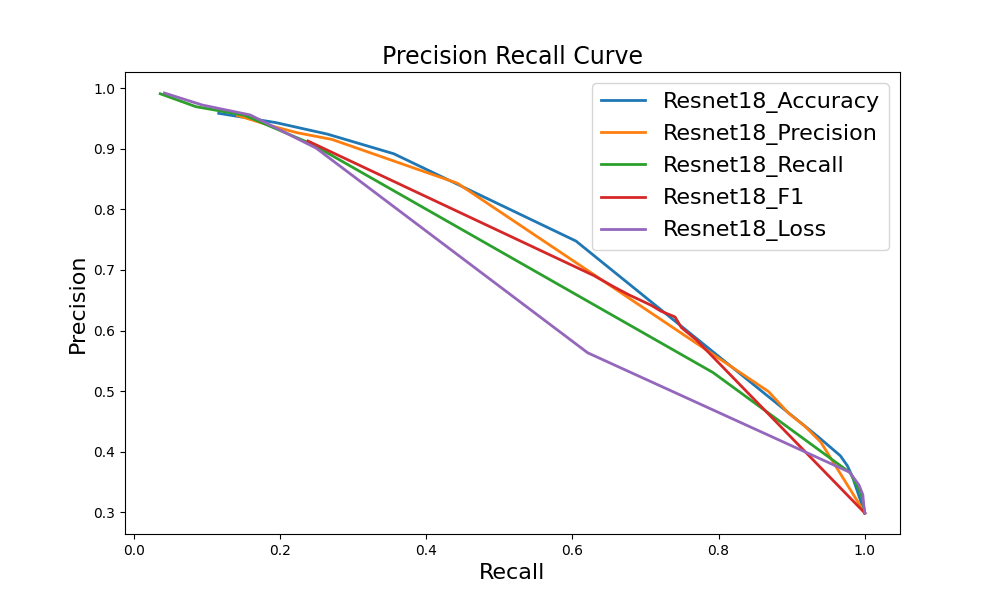 Precision Recall Curve
Resnet18_Accuracy
Resnet18_Precision
Resnet18_Recall
Resnet18_F1
Resnet18_Loss
Precision
1.0
0.9
0.8
0.7
0.6
0.5
0.4
0.3
0.0 0.2 0.4 0.6 0.8 1.0
Recall